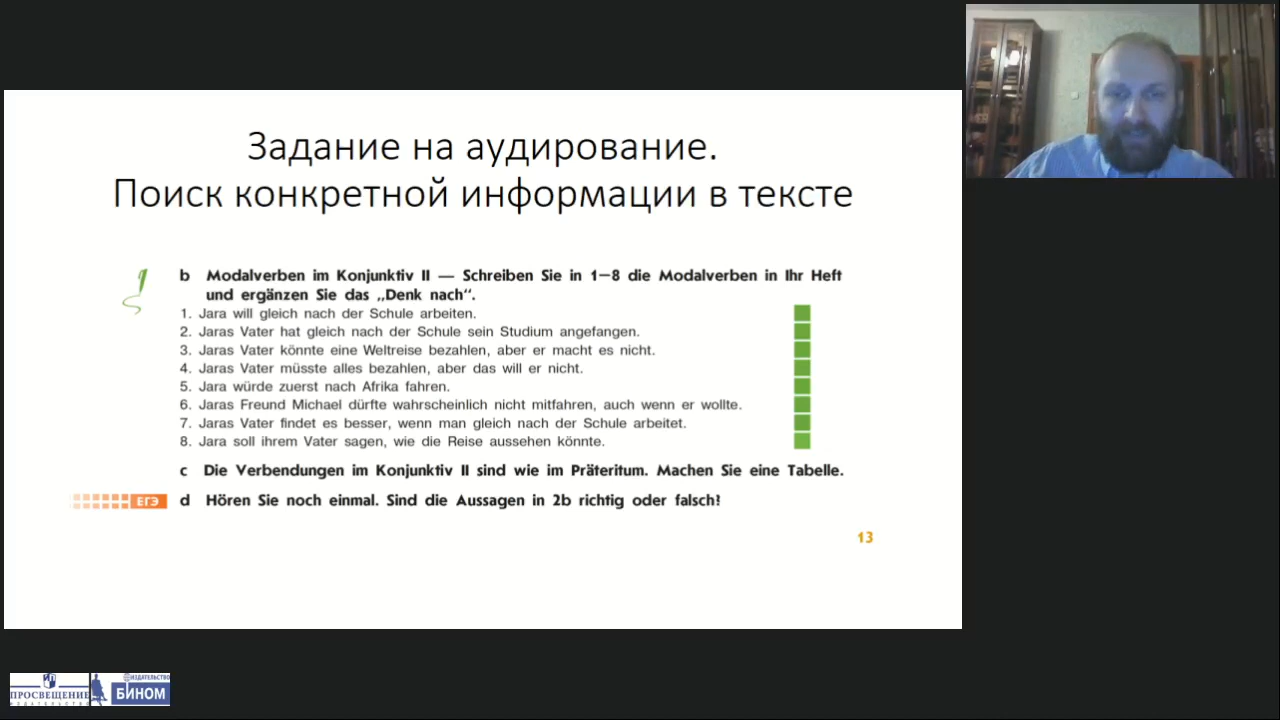 Задание на аудирование.
Поиск конкретной информации в тексте
b Modalverben im Konjunktiv II — Schreiben Sie in 1–8 die Modalverben in Ihr Heft
und ergänzen Sie das „Denk nach“.
1. Jara will gleich nach der Schule arbeiten.
2. Jaras Vater hat gleich nach der Schule sein Studium angefangen.
3. Jaras Vater könnte eine Weltreise bezahlen, aber er macht es nicht.
4. Jaras Vater müsste alles bezahlen, aber das will er nicht.
5. Jara würde zuerst nach Afrika fahren.
6. Jaras Freund Michael dürfte wahrscheinlich nicht mitfahren, auch wenn er wollte.
7. Jaras Vater findet es besser, wenn man gleich nach der Schule arbeitet.
8. Jara soll ihrem Vater sagen, wie die Reise aussehen könnte.
c Die Verbendungen im Konjunktiv II sind wie im Präteritum. Machen Sie eine Tabelle.
ЕГЭ d Hören Sie noch einmal. Sind die Aussagen in 2b richtig oder falsch?
13
ПРОСВЕЩЕНИЕ
ИЗДАТЕЛЬСТВО
ИЗДАТЕЛЬСТВО
БИНОМ